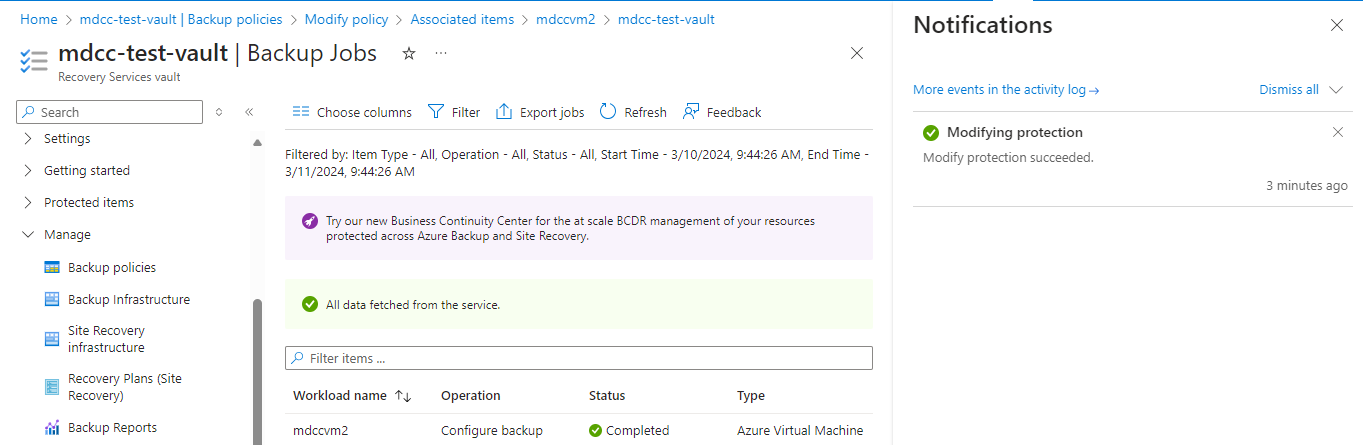 Home > mdcc-test-vault | Backup policies > Modify policy > Associated items > mdccvm2 > mdcc-test-vault
mdcc-test-vault | Backup Jobs
Recovery Services vault
Search
Settings
Getting started
Protected items
Manage
Backup policies
Backup Infrastructure
Site Recovery
infrastructure
Recovery Plans (Site
Recovery)
Backup Reports
Choose columns Filter Export jobs Refresh Feedback
Filtered by: Item Type - All, Operation - All, Status - All, Start Time - 3/10/2024, 9:44:26 AM, End Time -
3/11/2024, 9:44:26 AM
Try our new Business Continuity Center for the at scale BCDR management of your resources
protected across Azure Backup and Site Recovery.
All data fetched from the service.
Filter items ...
Workload name Operation Status Type
mdccvm2 Configure backup Completed Azure Virtual Machine
Notifications
More events in the activity log → Dismiss all
Modifying protection
Modify protection succeeded.
3 minutes ago